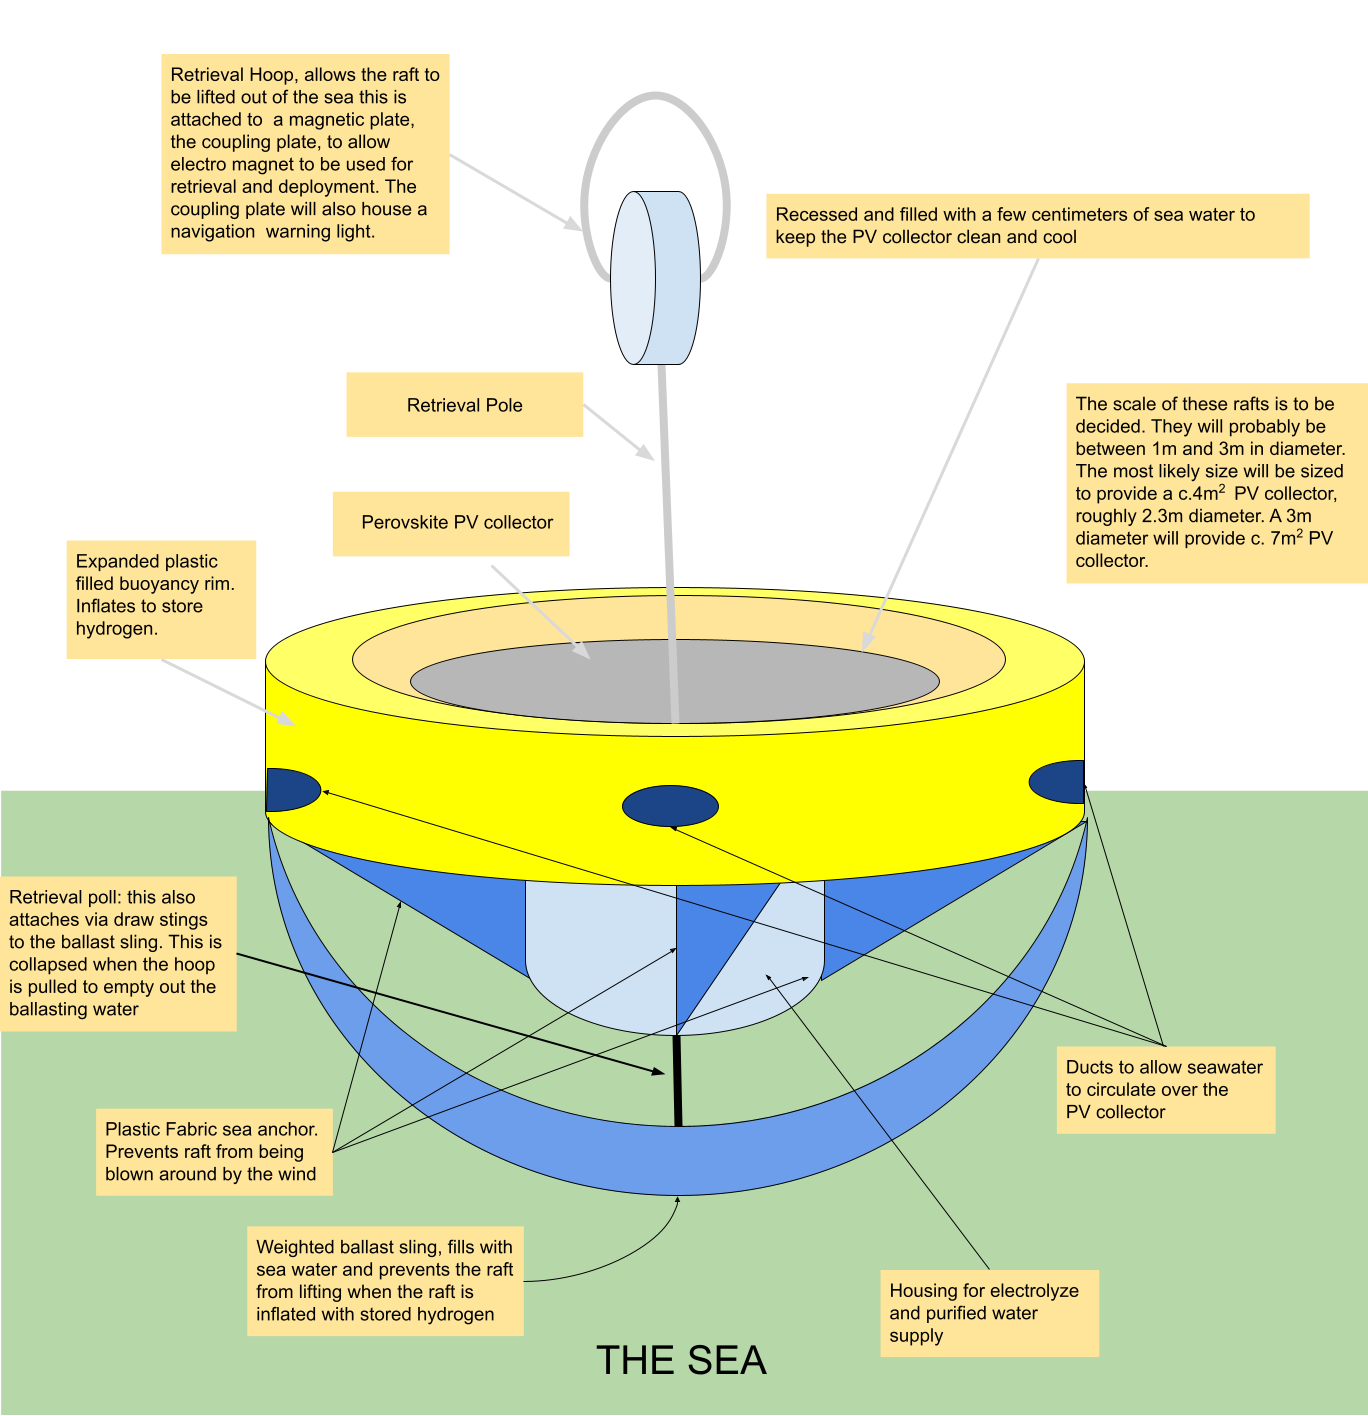 Retrieval Hoop, allows the raft to
be lifted out of the sea this is
attached to  a magnetic plate,
the coupling plate, to allow
electro magnet to be used for
retrieval and deployment. The
coupling plate will also house a
navigation  warning light.
Recessed and filled with a few centimeters of sea water to
keep the PV collector clean and cool
Retrieval Pole
The scale of these rafts is to be
decided. They will probably be
between 1m and 3m in diameter.
The most likely size will be sized
to provide a c.4m² PV collector,
roughly 2.3m diameter. A 3m
diameter will provide c. 7m² PV
collector.
Perovskite PV collector
Expanded plastic
filled buoyancy rim.
Inflates to store
hydrogen.
Retrieval poll: this also
attaches via draw stings
to the ballast sling. This is
collapsed when the hoop
is pulled to empty out the
ballasting water
Ducts to allow seawater
to circulate over the
PV collector
Plastic Fabric sea anchor.
Prevents raft from being
blown around by the wind
Weighted ballast sling, fills with
sea water and prevents the raft
from lifting when the raft is
inflated with stored hydrogen
Housing for electrolyze
and purified water
supply
THE SEA